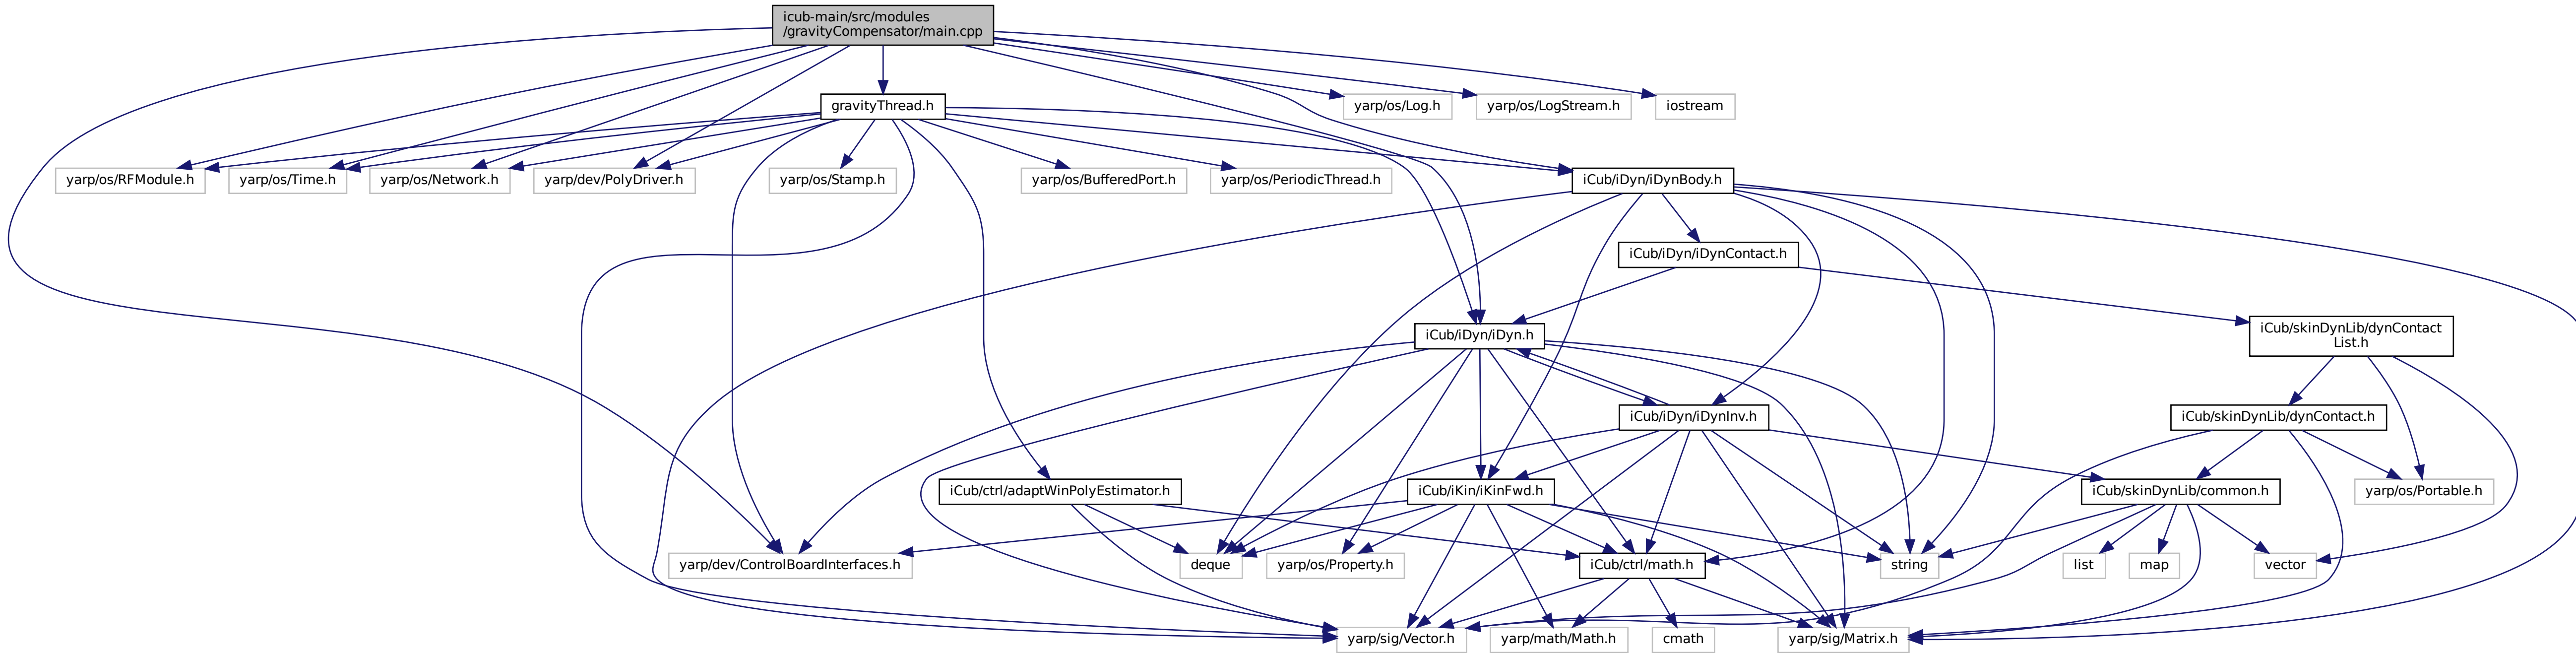 icub-main/src/modules
/gravityCompensator/main.cpp
gravityThread.h
yarp/os/Log.h
yarp/os/LogStream.h
iostream
yarp/os/RFModule.h
yarp/os/Time.h
yarp/os/Network.h
yarp/dev/PolyDriver.h
yarp/os/Stamp.h
yarp/os/BufferedPort.h
yarp/os/PeriodicThread.h
iCub/iDyn/iDynBody.h
iCub/iDyn/iDynContact.h
iCub/iDyn/iDyn.h
iCub/skinDynLib/dynContact
List.h
iCub/iDyn/iDynInv.h
iCub/skinDynLib/dynContact.h
iCub/ctrl/adaptWinPolyEstimator.h
iCub/iKin/iKinFwd.h
iCub/skinDynLib/common.h
yarp/os/Portable.h
yarp/dev/ControlBoardInterfaces.h
deque
yarp/os/Property.h
iCub/ctrl/math.h
string
list
map
vector
yarp/sig/Vector.h
yarp/math/Math.h
cmath
yarp/sig/Matrix.h